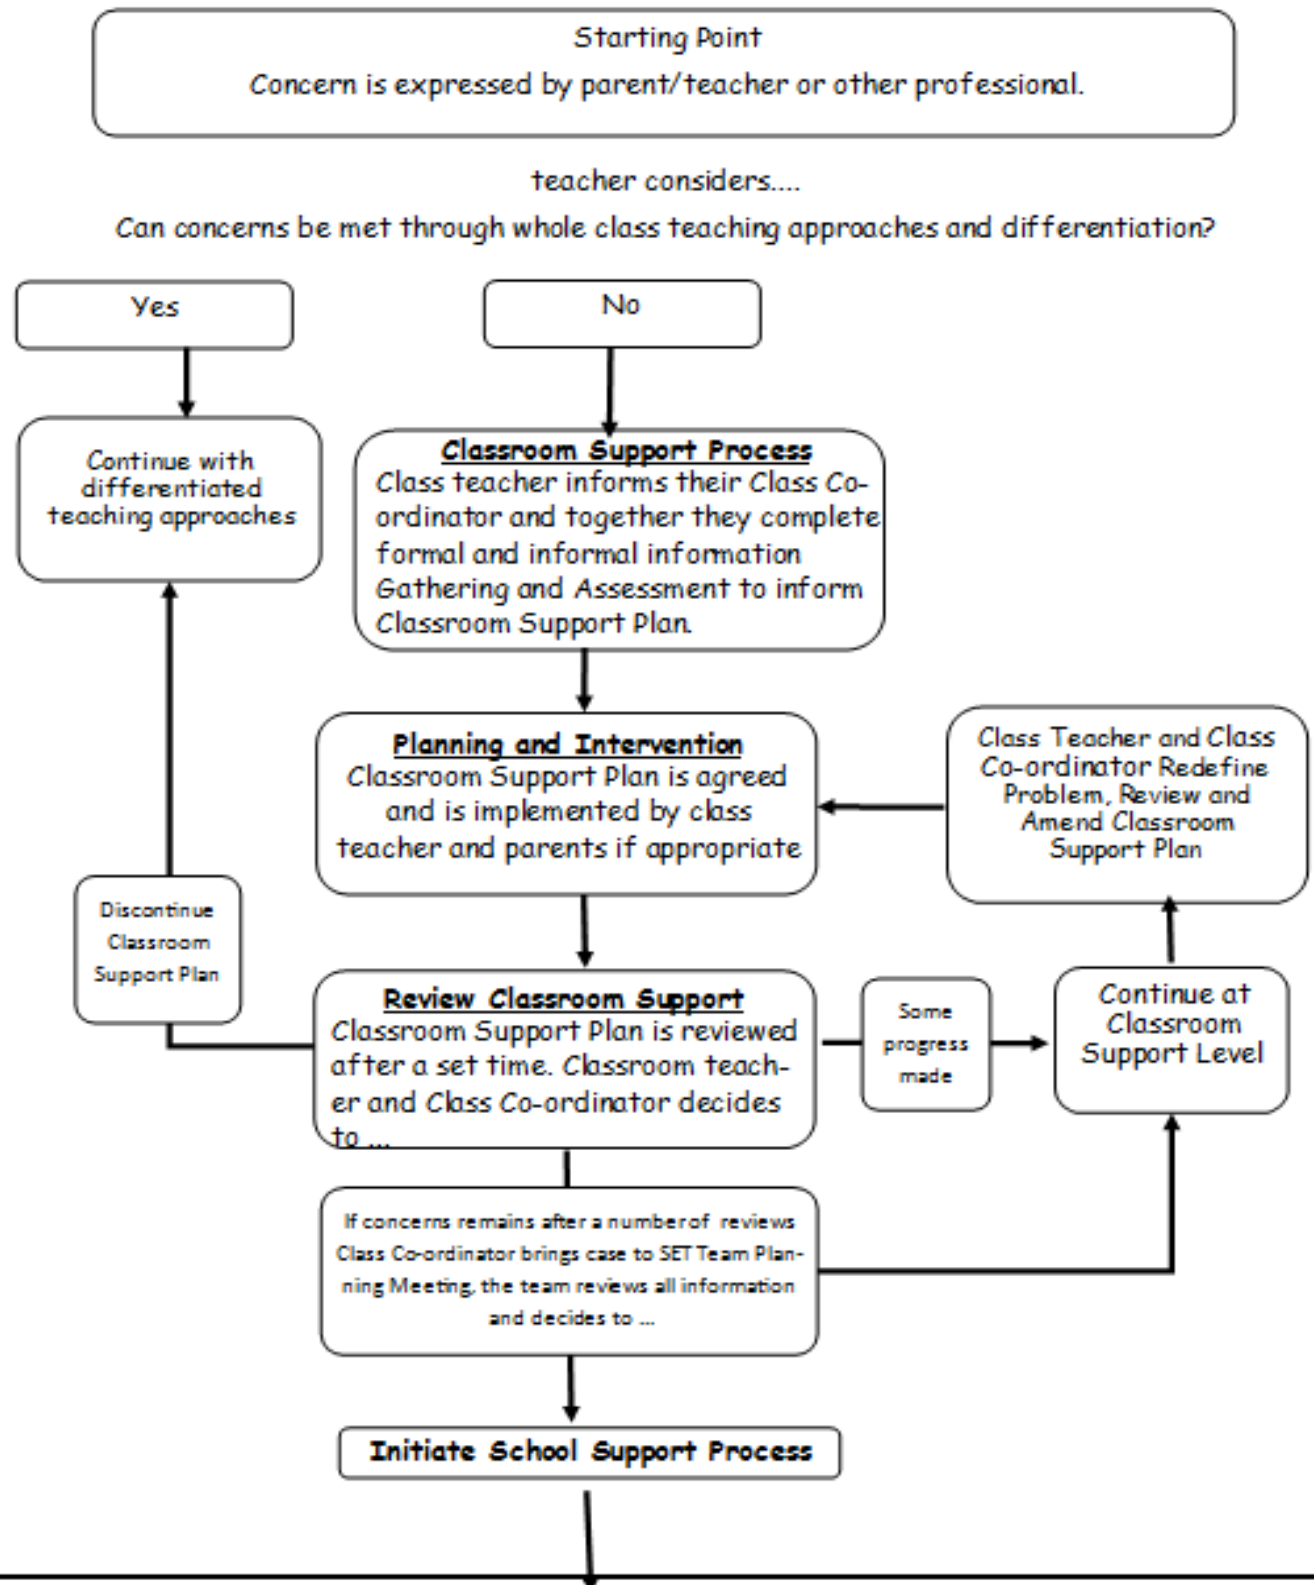 Starting Point
Concern is expressed by parent/teacher or other professional.
teacher considers....
Can concerns be met through whole class teaching approaches and differentiation?
Yes
No
Continue with
differentiated
teaching approaches
Classroom Support Process
Class teacher informs their Class Co-
ordinator and together they complete
formal and informal information
Gathering and Assessment to inform
Classroom Support Plan.
Planning and Intervention
Classroom Support Plan is agreed
and is implemented by class
teacher and parents if appropriate
Class Teacher and Class
Co-ordinator Redefine
Problem, Review and
Amend Classroom
Support Plan
Discontinue
Classroom
Support Plan
Review Classroom Support
Classroom Support Plan is reviewed
after a set time. Classroom teach-
er and Class Co-ordinator decides
to ...
Some
progress
made
Continue at
Classroom
Support Level
If concerns remains after a number of reviews
Class Co-ordinator brings case to SET Team Plan-
ning Meeting, the team reviews all information
and decides to ...
Initiate School Support Process